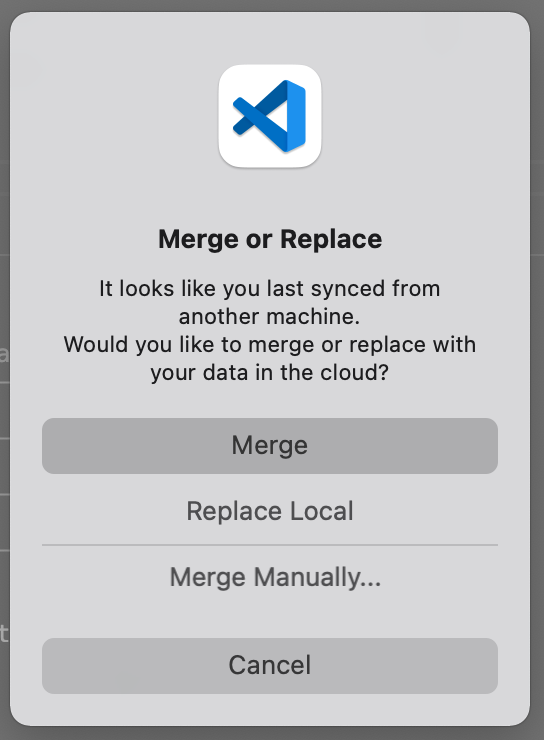 Merge or Replace
It looks like you last synced from
another machine.
Would you like to merge or replace with
your data in the cloud?
Merge
Replace Local
Merge Manually...
Cancel